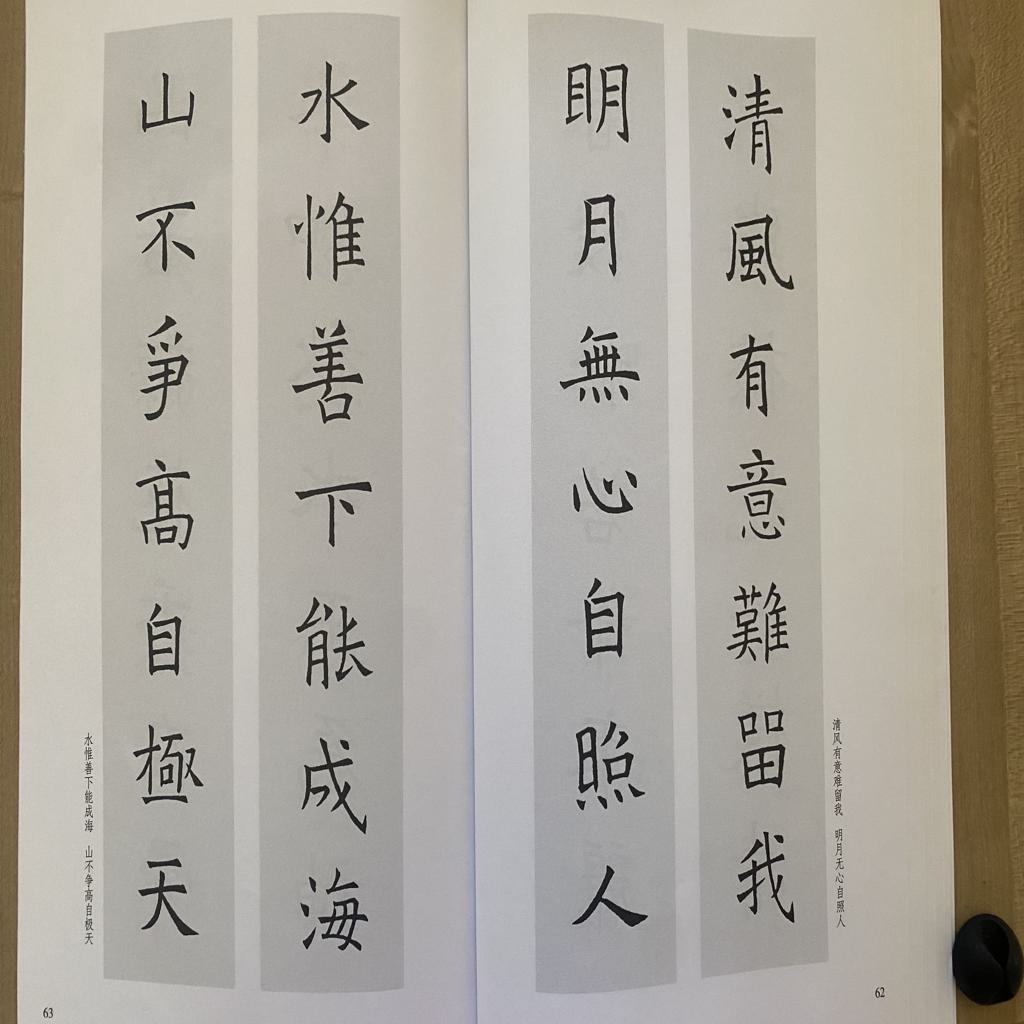 清風有意難留我
明月無心自照人
清风有意难留我　明月无心自照人
62
水惟善下能成海
山不爭高自極天
水惟善下能成海　山不争高自极天
63